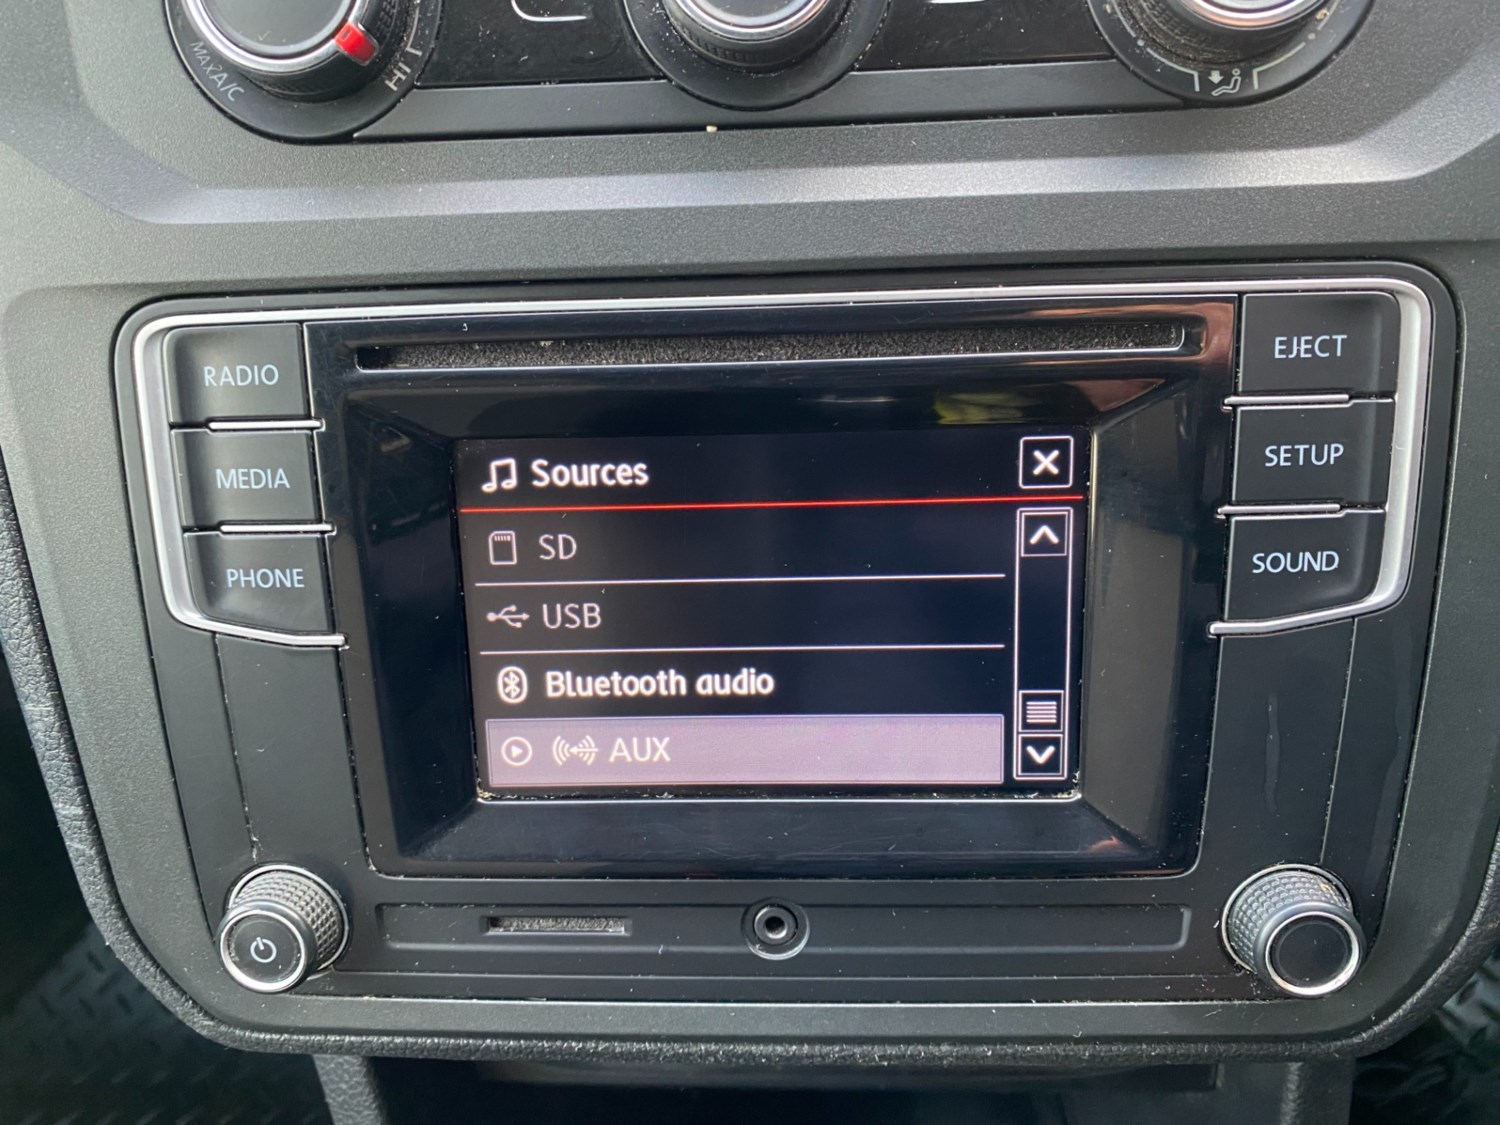 MAX A/C
HI
RADIO
MEDIA
PHONE
Sources
SD
USB
Bluetooth audio
AUX
EJECT
SETUP
SOUND